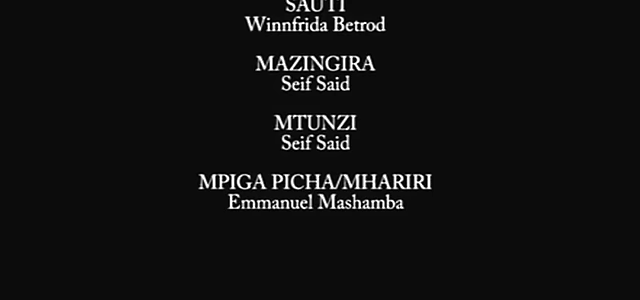 SAUTI
Winnfrida Betrod
MAZINGIRA
Seif Said
MTUNZI
Seif Said
MPIGA PICHA/MHARIRI
Emmanuel Mashamba